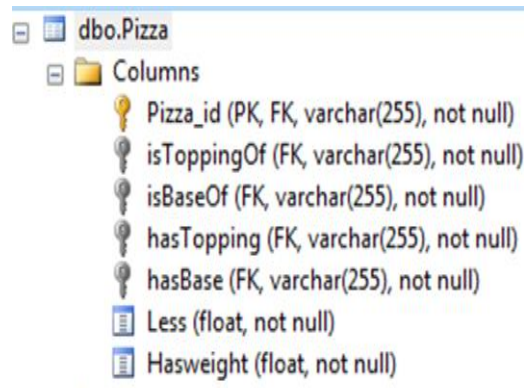 dbo.Pizza
Columns
Pizza_id (PK, FK, varchar(255), not null)
isToppingOf (FK, varchar(255), not null)
isBaseOf (FK, varchar(255), not null)
hasTopping (FK, varchar(255), not null)
hasBase (FK, varchar(255), not null)
Less (float, not null)
Hasweight (float, not null)